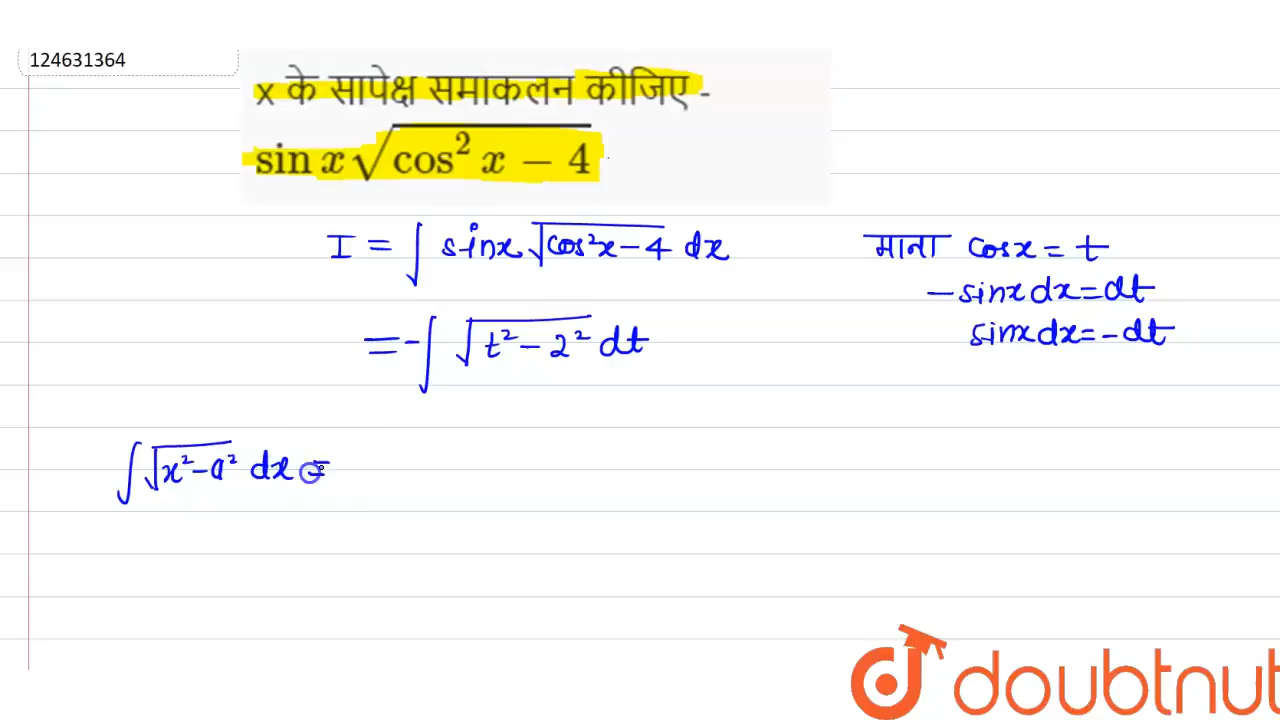 124631364
x के सापेक्ष समाकलन कीजिए -
sin x√(cos² x − 4)
I = ∫ sinx √(cos²x − 4) dx
माना cosx = t
− sinx dx = dt
sinx dx = − dt
= −∫ √(t² − 2²) dt
∫ √(x² − a²) dx =
doubtnut